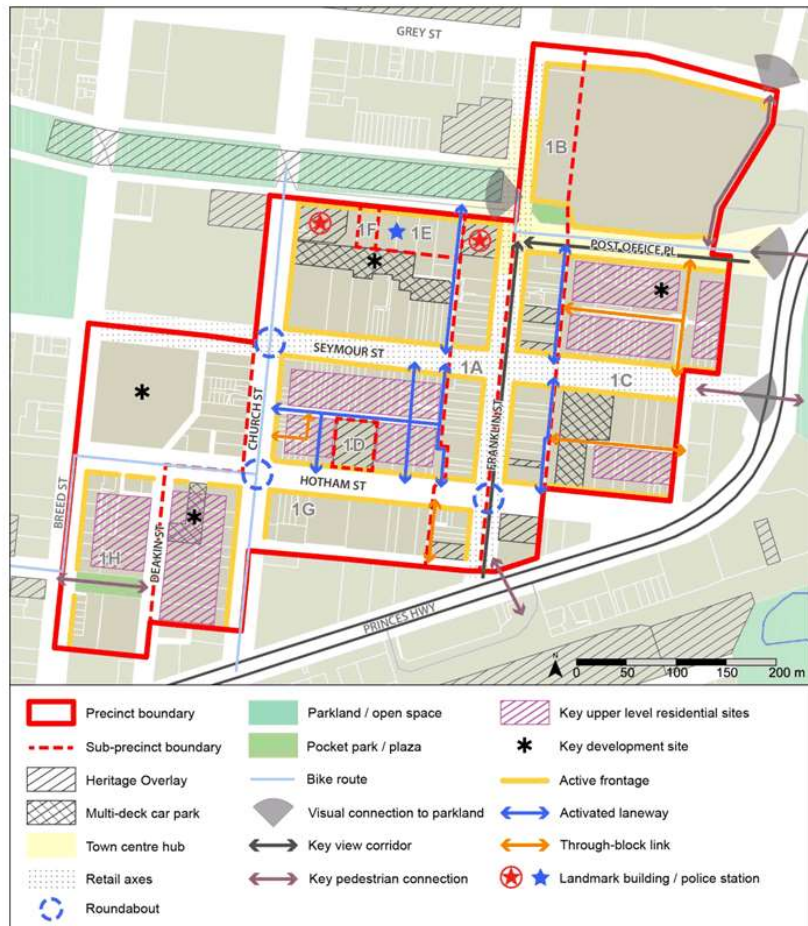 GREY ST
1B
1F
1E
POST OFFICE PL
SEYMOUR ST
1A
1C
CHURCH ST
FRANKLIN ST
1D
HOTHAM ST
BREED ST
1G
DEAKIN ST
1H
PRINCES HWY
N
0 50 100 150 200 m
Precinct boundary
Parkland / open space
Key upper level residential sites
Sub-precinct boundary
Pocket park / plaza
Key development site
Heritage Overlay
Bike route
Active frontage
Multi-deck car park
Visual connection to parkland
Activated laneway
Town centre hub
Key view corridor
Through-block link
Retail axes
Key pedestrian connection
Landmark building / police station
Roundabout